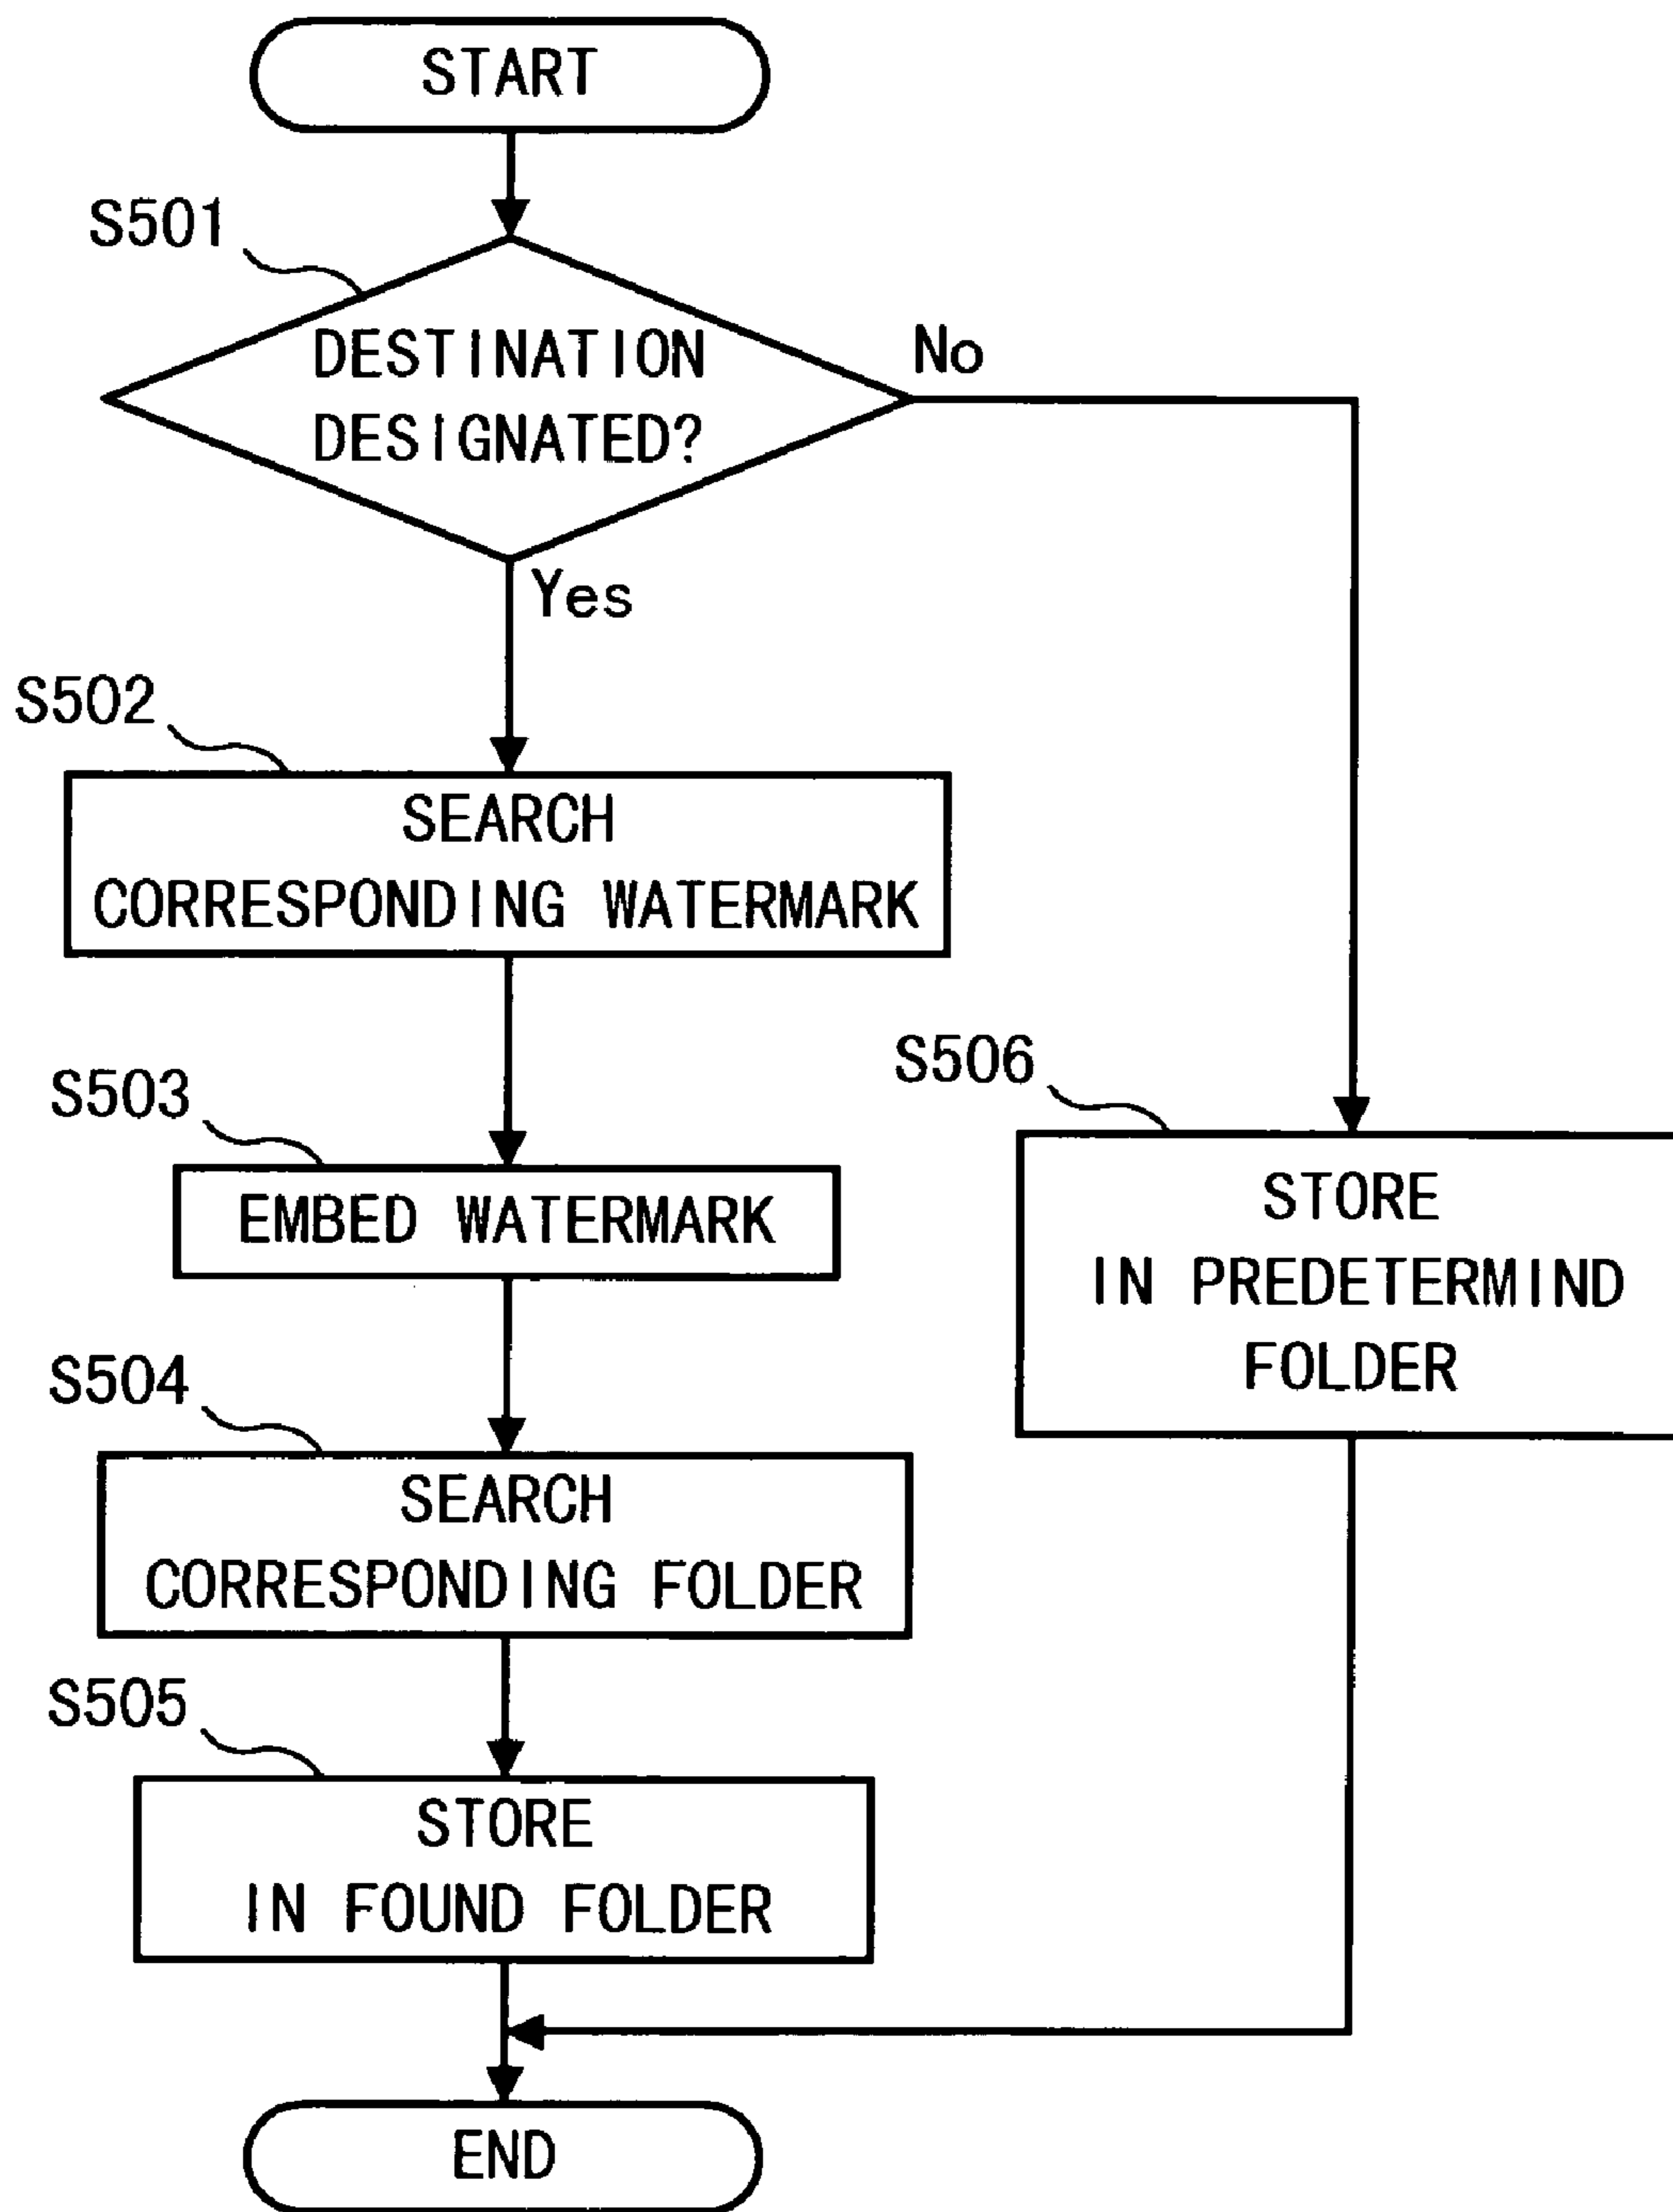 START
S501
DESTINATION
DESIGNATED?
No
Yes
S502
SEARCH
CORRESPONDING WATERMARK
S503
EMBED WATERMARK
S506
STORE
IN PREDETERMIND
FOLDER
S504
SEARCH
CORRESPONDING FOLDER
S505
STORE
IN FOUND FOLDER
END